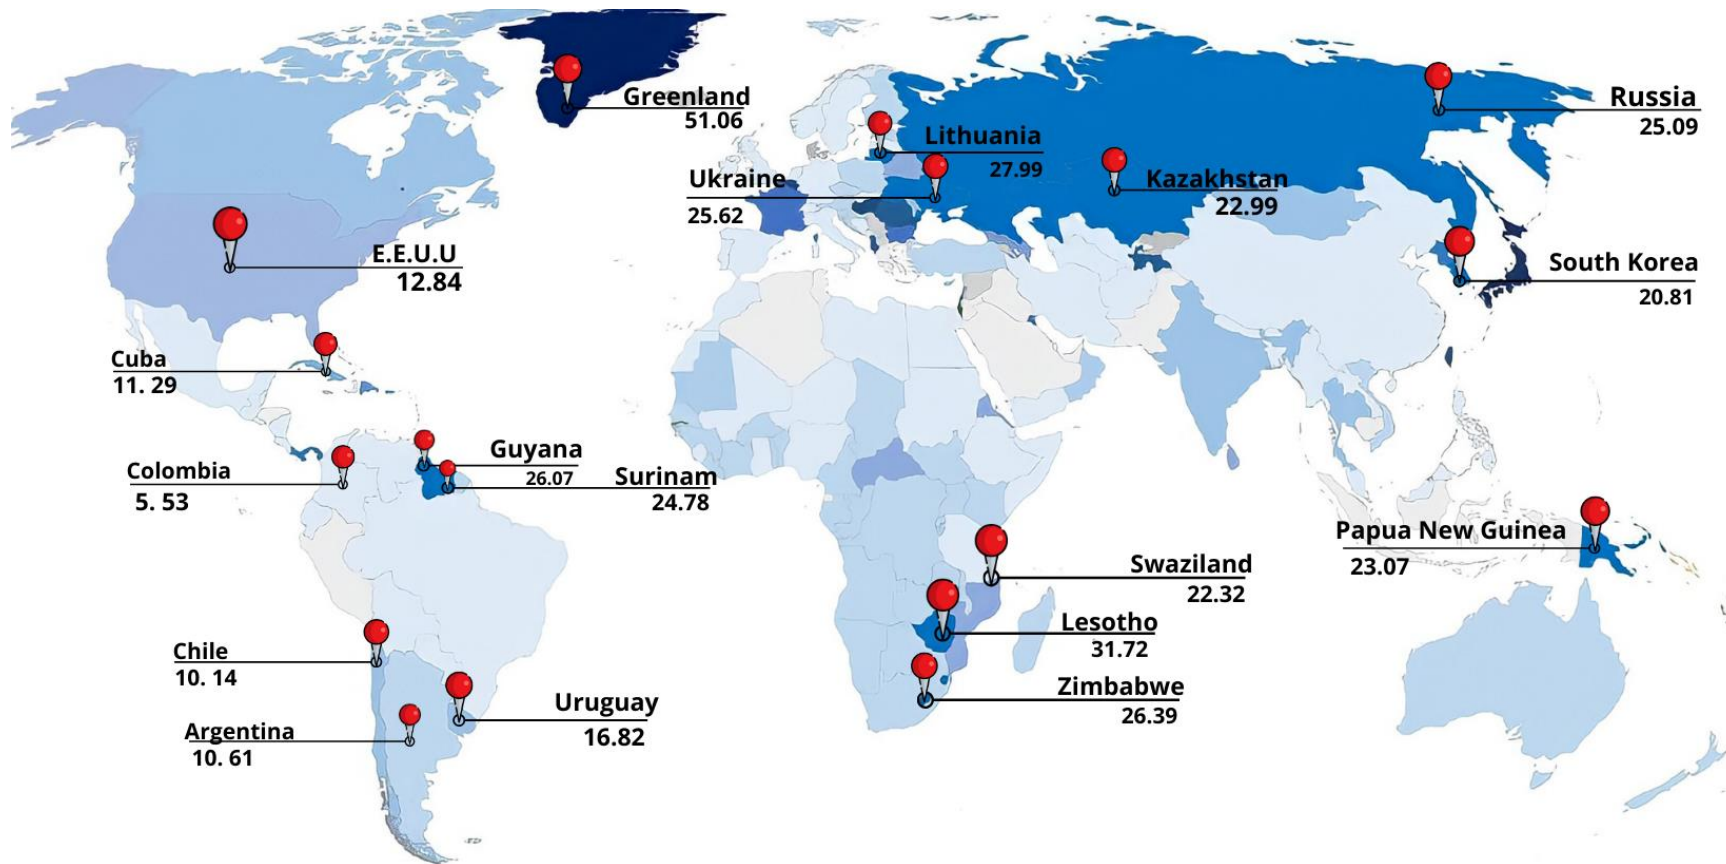 Greenland
51.06
Russia
25.09
Lithuania
27.99
Ukraine
25.62
Kazakhstan
22.99
E.E.U.U
12.84
South Korea
20.81
Cuba
11. 29
Guyana
26.07
Colombia
5. 53
Surinam
24.78
Papua New Guinea
23.07
Swaziland
22.32
Lesotho
31.72
Chile
10. 14
Zimbabwe
26.39
Uruguay
16.82
Argentina
10. 61